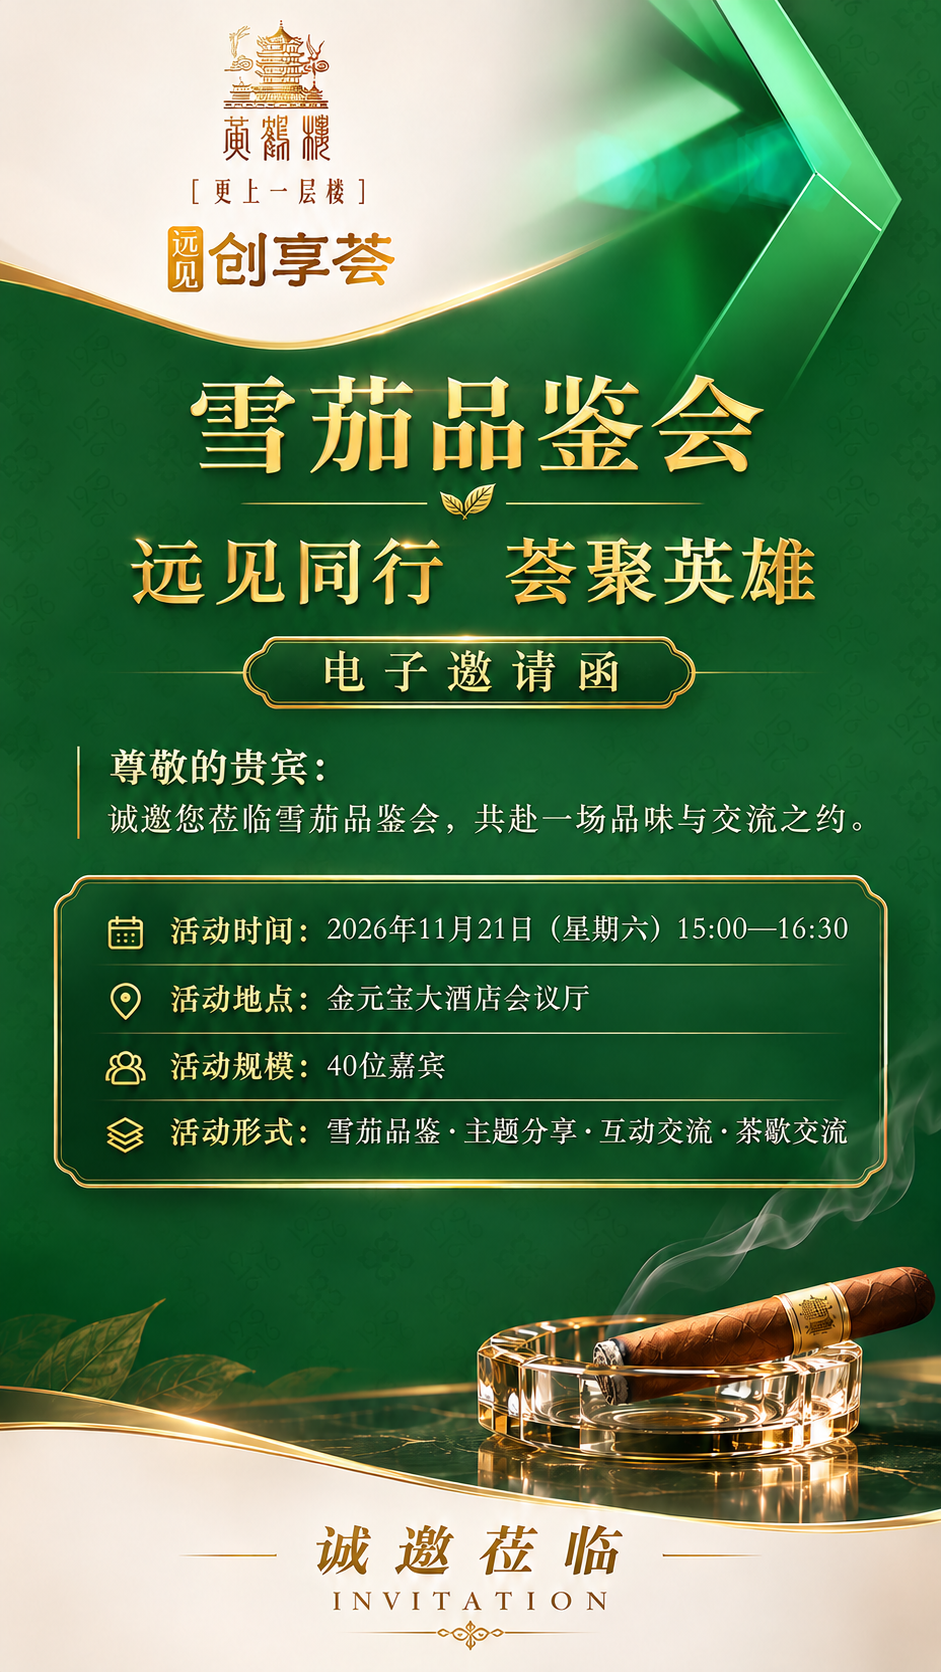 黄鹤楼
[更上一层楼]
远见 创享荟
雪茄品鉴会
远见同行 荟聚英雄
电子邀请函
尊敬的贵宾：
诚邀您莅临雪茄品鉴会，共赴一场品味与交流之约。
活动时间：2026年11月21日（星期六）15:00—16:30
活动地点：金元宝大酒店会议厅
活动规模：40位嘉宾
活动形式：雪茄品鉴·主题分享·互动交流·茶歇交流
诚邀莅临
INVITATION